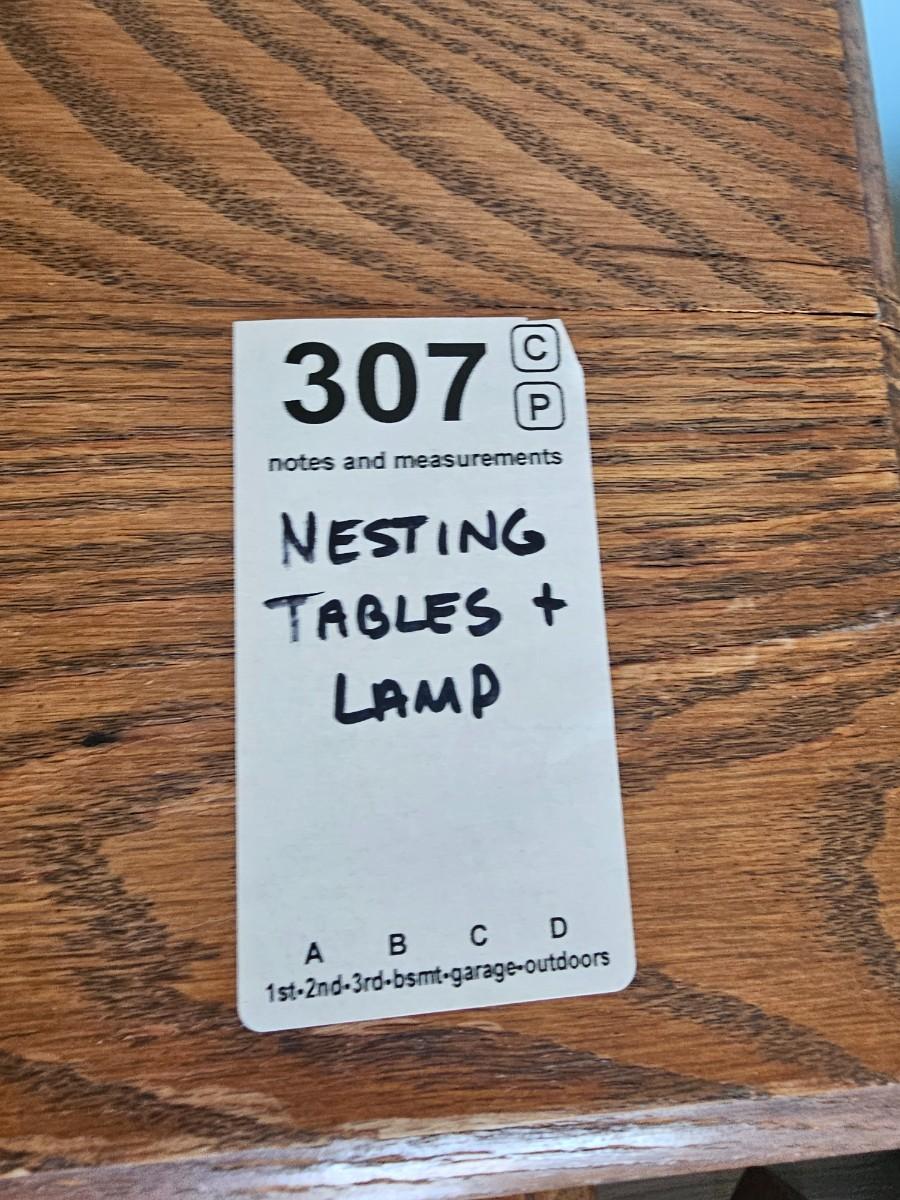 307 C
P
notes and measurements
NESTING
TABLES +
LAMP
A B C D
1st•2nd•3rd•bsmt•garage•outdoors